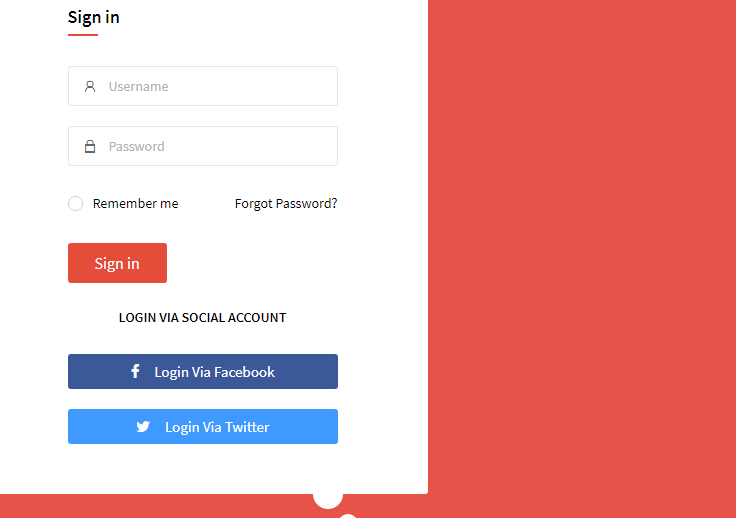 Sign in
Username
Password
Remember me Forgot Password?
Sign in
LOGIN VIA SOCIAL ACCOUNT
Login Via Facebook
Login Via Twitter